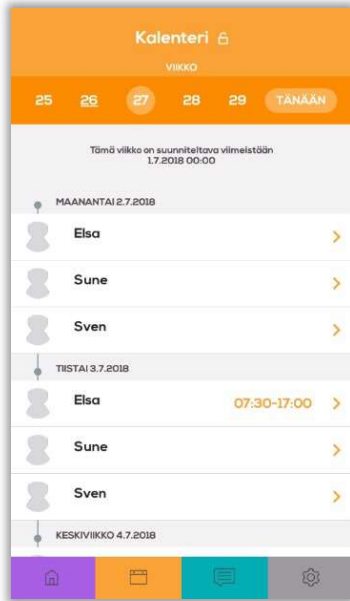 Kalenteri
VIIKKO
25 26 27 28 29 TÄNÄÄN
Tämä viikko on suunniteltava viimeistään
1.7.2018 00:00
MAANANTAI 2.7.2018
Elsa
Sune
Sven
TIISTAI 3.7.2018
Elsa 07:30-17:00
Sune
Sven
KESKIVIIKKO 4.7.2018